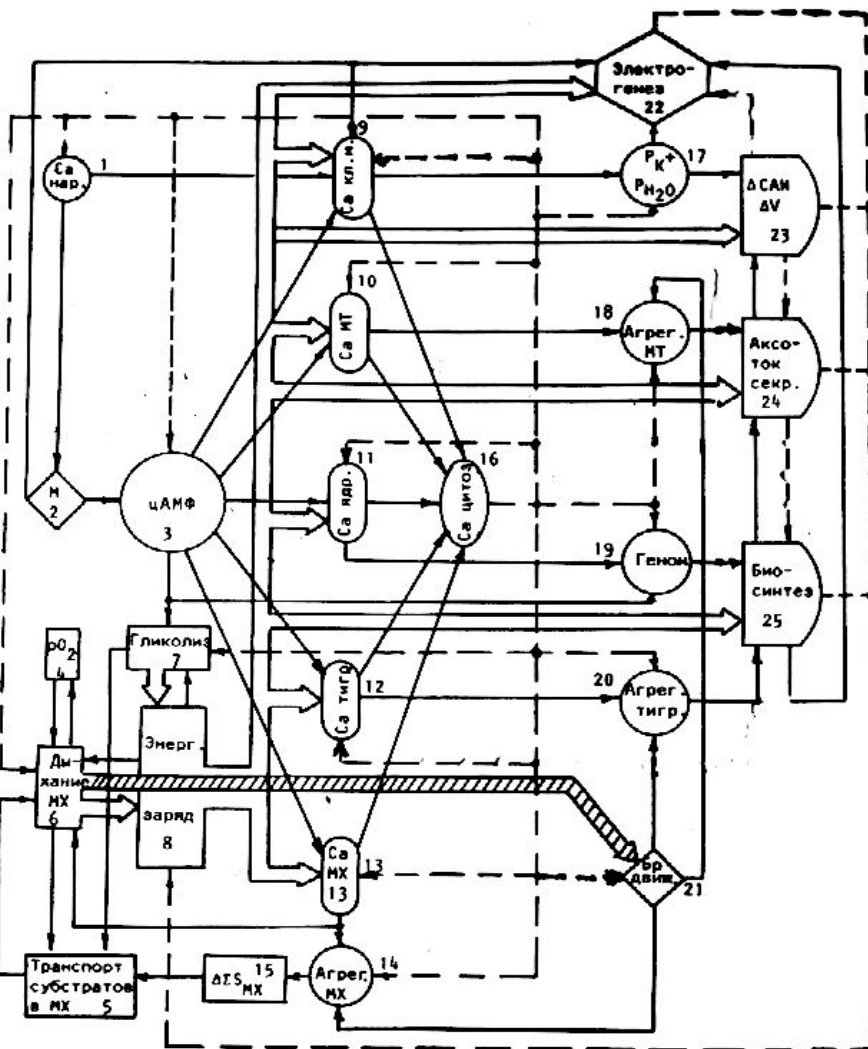 Электро-
генез
22
9
Са
нар.
1
Са кл.м.
P K+
P H2O
17
ΔСАИ
ΔV
23
10
Са МТ
18
Агрег.
МТ
Аксо-
ток
секр.
24
11
16
М
2
цАМФ
3
Са ядр.
Са цитоз.
19
Геном
Био-
синтез
25
pO2
4
Гликолиз
7
Са тигр.
12
20
Агрег.
тигр.
Энерг.
Ды-
хание
МХ
6
заряд
8
Са
МХ
13
13
Бр
движ.
21
Транспорт
субстратов
в МХ 5
ΔΣS МХ
15
Агрег.
МХ
14